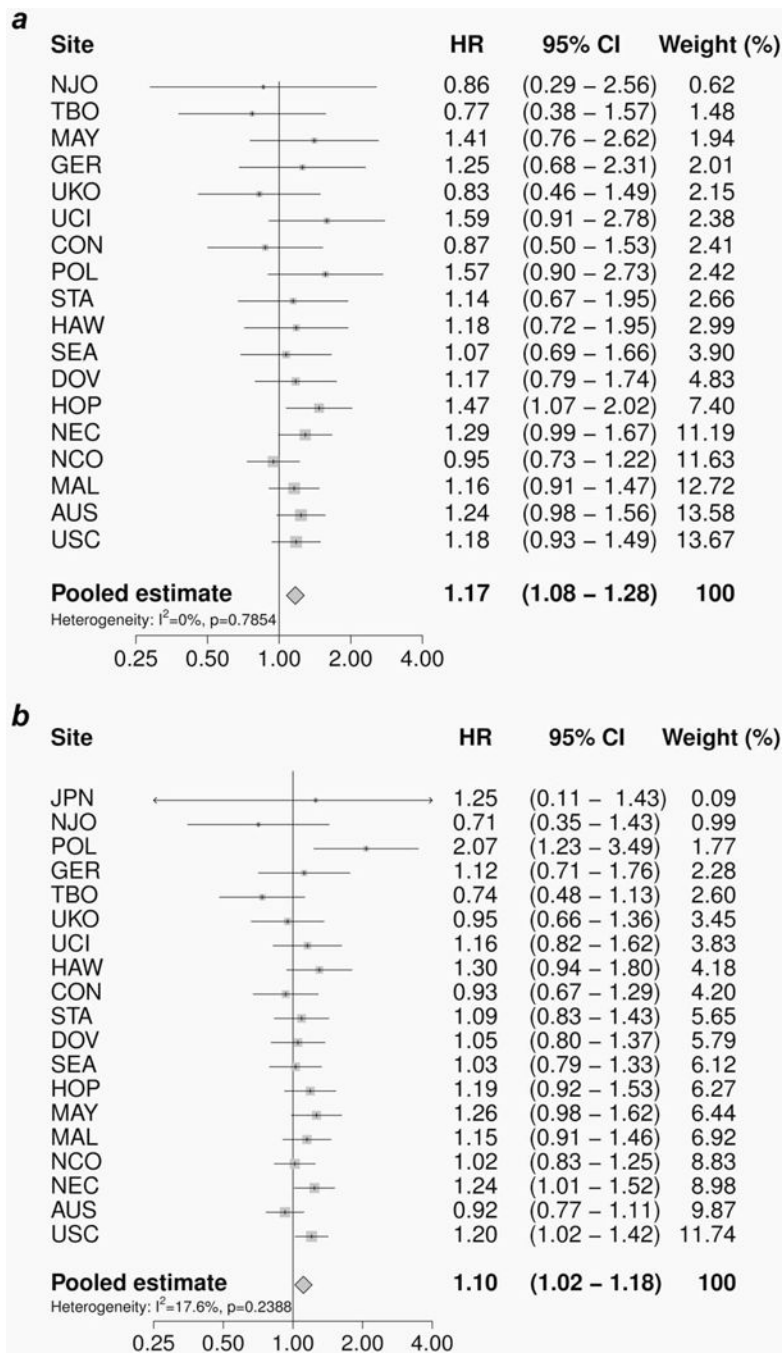 a
Site HR 95% CI Weight (%)
NJO 0.86 (0.29 – 2.56) 0.62
TBO 0.77 (0.38 – 1.57) 1.48
MAY 1.41 (0.76 – 2.62) 1.94
GER 1.25 (0.68 – 2.31) 2.01
UKO 0.83 (0.46 – 1.49) 2.15
UCI 1.59 (0.91 – 2.78) 2.38
CON 0.87 (0.50 – 1.53) 2.41
POL 1.57 (0.90 – 2.73) 2.42
STA 1.14 (0.67 – 1.95) 2.66
HAW 1.18 (0.72 – 1.95) 2.99
SEA 1.07 (0.69 – 1.66) 3.90
DOV 1.17 (0.79 – 1.74) 4.83
HOP 1.47 (1.07 – 2.02) 7.40
NEC 1.29 (0.99 – 1.67) 11.19
NCO 0.95 (0.73 – 1.22) 11.63
MAL 1.16 (0.91 – 1.47) 12.72
AUS 1.24 (0.98 – 1.56) 13.58
USC 1.18 (0.93 – 1.49) 13.67
Pooled estimate 1.17 (1.08 – 1.28) 100
Heterogeneity: I²=0%, p=0.7854
0.25 0.50 1.00 2.00 4.00
b
Site HR 95% CI Weight (%)
JPN 1.25 (0.11 – 1.43) 0.09
NJO 0.71 (0.35 – 1.43) 0.99
POL 2.07 (1.23 – 3.49) 1.77
GER 1.12 (0.71 – 1.76) 2.28
TBO 0.74 (0.48 – 1.13) 2.60
UKO 0.95 (0.66 – 1.36) 3.45
UCI 1.16 (0.82 – 1.62) 3.83
HAW 1.30 (0.94 – 1.80) 4.18
CON 0.93 (0.67 – 1.29) 4.20
STA 1.09 (0.83 – 1.43) 5.65
DOV 1.05 (0.80 – 1.37) 5.79
SEA 1.03 (0.79 – 1.33) 6.12
HOP 1.19 (0.92 – 1.53) 6.27
MAY 1.26 (0.98 – 1.62) 6.44
MAL 1.15 (0.91 – 1.46) 6.92
NCO 1.02 (0.83 – 1.25) 8.83
NEC 1.24 (1.01 – 1.52) 8.98
AUS 0.92 (0.77 – 1.11) 9.87
USC 1.20 (1.02 – 1.42) 11.74
Pooled estimate 1.10 (1.02 – 1.18) 100
Heterogeneity: I²=17.6%, p=0.2388
0.25 0.50 1.00 2.00 4.00